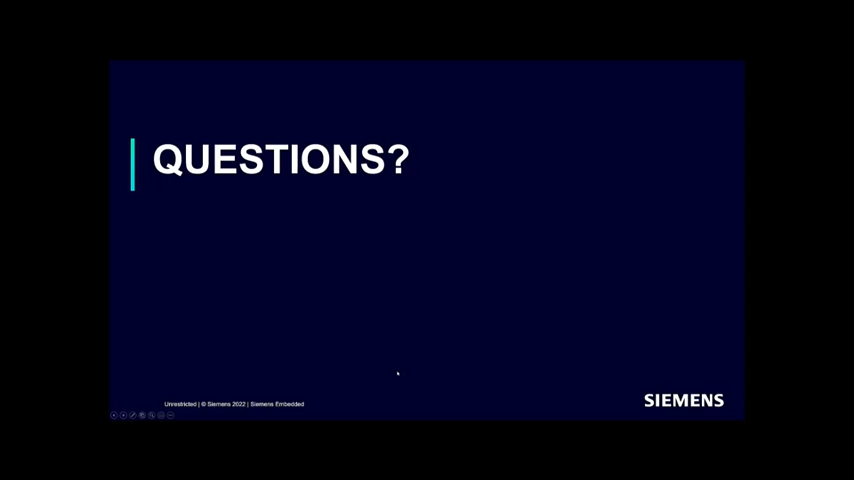 QUESTIONS?
Unrestricted | © Siemens 2022 | Siemens Embedded
SIEMENS